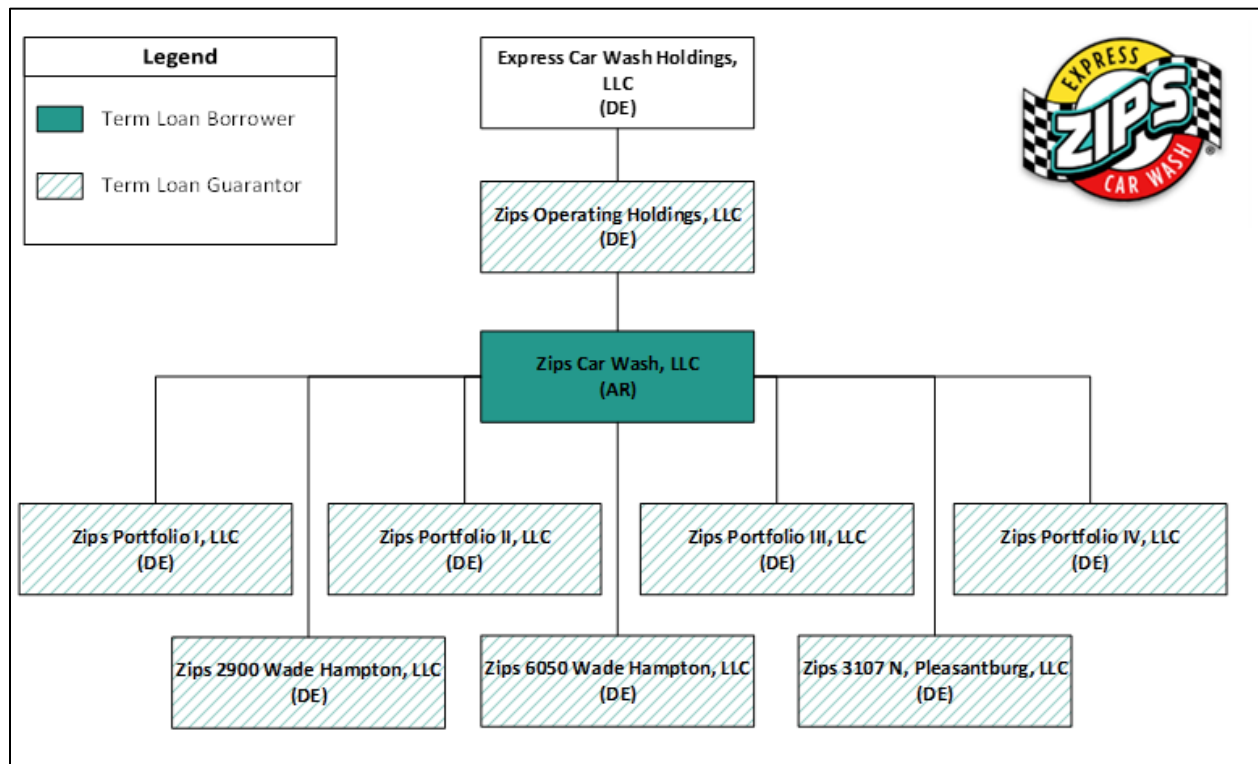 Legend
Term Loan Borrower
Term Loan Guarantor
Express Car Wash Holdings,
LLC
(DE)
EXPRESS
ZIPS
CAR WASH
®
Zips Operating Holdings, LLC
(DE)
Zips Car Wash, LLC
(AR)
Zips Portfolio I, LLC
(DE)
Zips Portfolio II, LLC
(DE)
Zips Portfolio III, LLC
(DE)
Zips Portfolio IV, LLC
(DE)
Zips 2900 Wade Hampton, LLC
(DE)
Zips 6050 Wade Hampton, LLC
(DE)
Zips 3107 N, Pleasantburg, LLC
(DE)